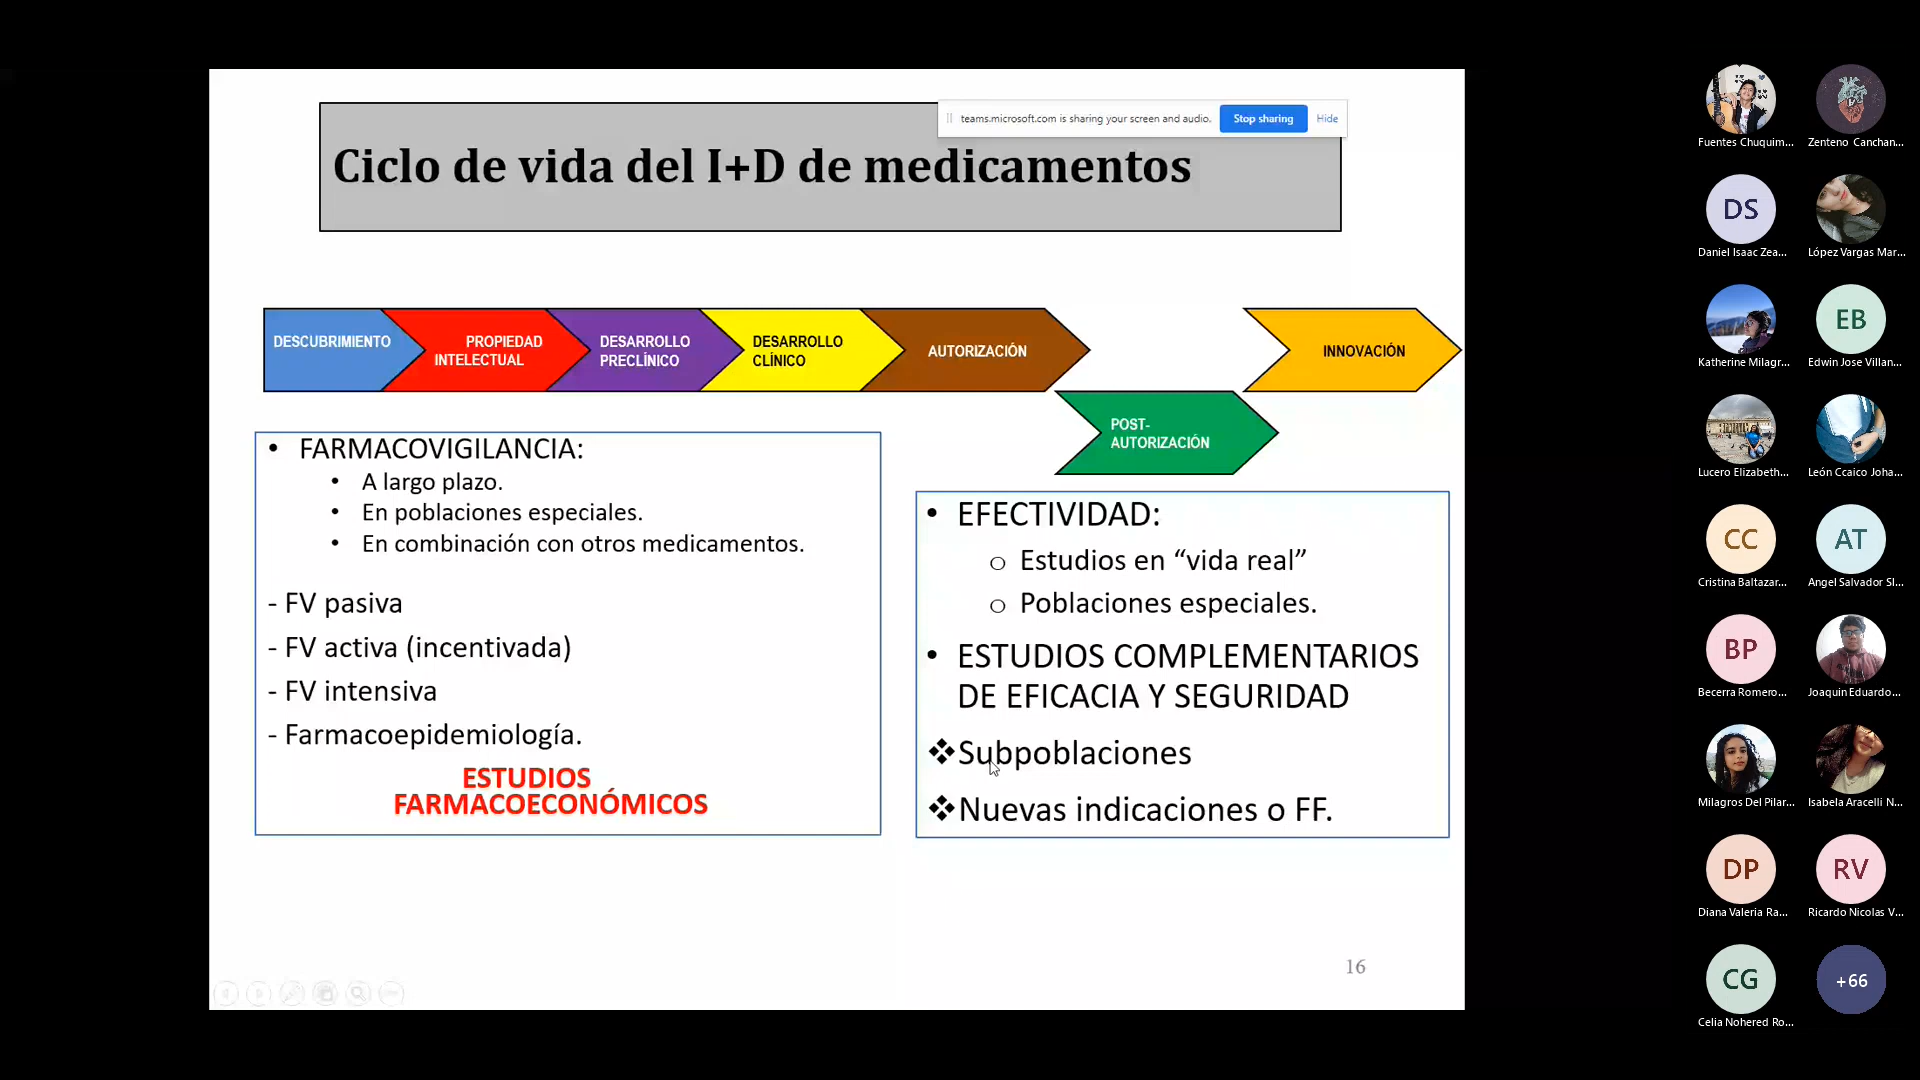 teams.microsoft.com is sharing your screen and audio.
Stop sharing
Hide
Ciclo de vida del I+D de medicamentos
DESCUBRIMIENTO
PROPIEDAD
INTELECTUAL
DESARROLLO
PRECLÍNICO
DESARROLLO
CLÍNICO
AUTORIZACIÓN
INNOVACIÓN
POST-
AUTORIZACIÓN
• FARMACOVIGILANCIA:
• A largo plazo.
• En poblaciones especiales.
• En combinación con otros medicamentos.
- FV pasiva
- FV activa (incentivada)
- FV intensiva
- Farmacoepidemiología.
ESTUDIOS
FARMACOECONÓMICOS
• EFECTIVIDAD:
o Estudios en “vida real”
o Poblaciones especiales.
• ESTUDIOS COMPLEMENTARIOS
DE EFICACIA Y SEGURIDAD
❖Subpoblaciones
❖Nuevas indicaciones o FF.
16
Fuentes Chuquim...
Zenteno Canchan...
DS
Daniel Isaac Zea...
López Vargas Mar...
Katherine Milagr...
EB
Edwin Jose Villan...
Lucero Elizabeth...
León Ccaico Joha...
CC
Cristina Baltazar...
AT
Angel Salvador Sl...
BP
Becerra Romero...
Joaquin Eduardo...
Milagros Del Pilar...
Isabela Aracelli N...
DP
Diana Valeria Ra...
RV
Ricardo Nicolas V...
CG
Celia Nohered Ro...
+66